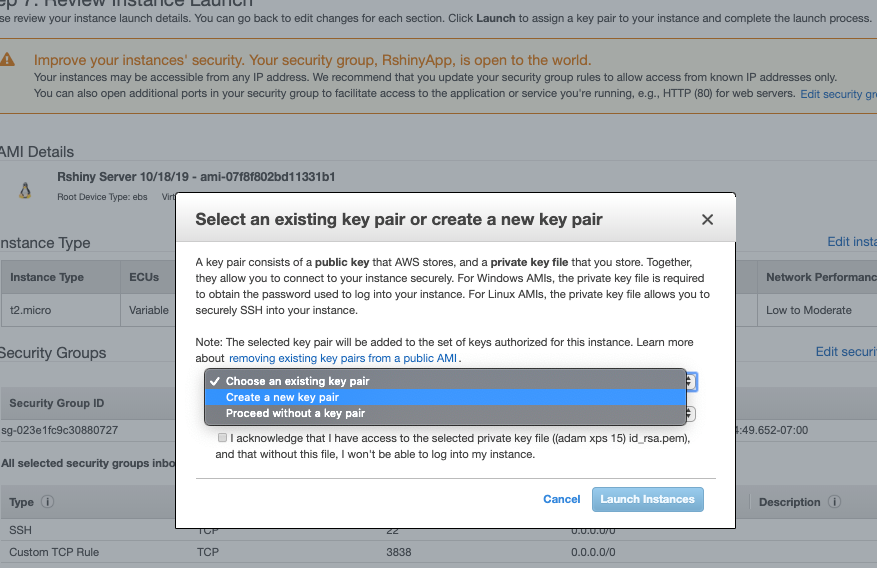 ep 7: Review Instance Launch
se review your instance launch details. You can go back to edit changes for each section. Click Launch to assign a key pair to your instance and complete the launch process.
Improve your instances' security. Your security group, RshinyApp, is open to the world.
Your instances may be accessible from any IP address. We recommend that you update your security group rules to allow access from known IP addresses only.
You can also open additional ports in your security group to facilitate access to the application or service you're running, e.g., HTTP (80) for web servers. Edit security gro
AMI Details
Rshiny Server 10/18/19 - ami-07f8f802bd11331b1
Root Device Type: ebs Virt
Select an existing key pair or create a new key pair
A key pair consists of a public key that AWS stores, and a private key file that you store. Together,
they allow you to connect to your instance securely. For Windows AMIs, the private key file is required
to obtain the password used to log into your instance. For Linux AMIs, the private key file allows you to
securely SSH into your instance.
Note: The selected key pair will be added to the set of keys authorized for this instance. Learn more
about removing existing key pairs from a public AMI .
Choose an existing key pair
Create a new key pair
Proceed without a key pair
I acknowledge that I have access to the selected private key file ((adam xps 15) id_rsa.pem),
and that without this file, I won't be able to log into my instance.
Cancel Launch Instances
nstance Type Edit insta
Instance Type ECUs Network Performanc
t2.micro Variable Low to Moderate
Security Groups Edit securi
Security Group ID
sg-023e1fc9c30880727 4:49.652-07:00
All selected security groups inbo
Type Description
SSH TCP 22 0.0.0.0/0
Custom TCP Rule TCP 3838 0.0.0.0/0